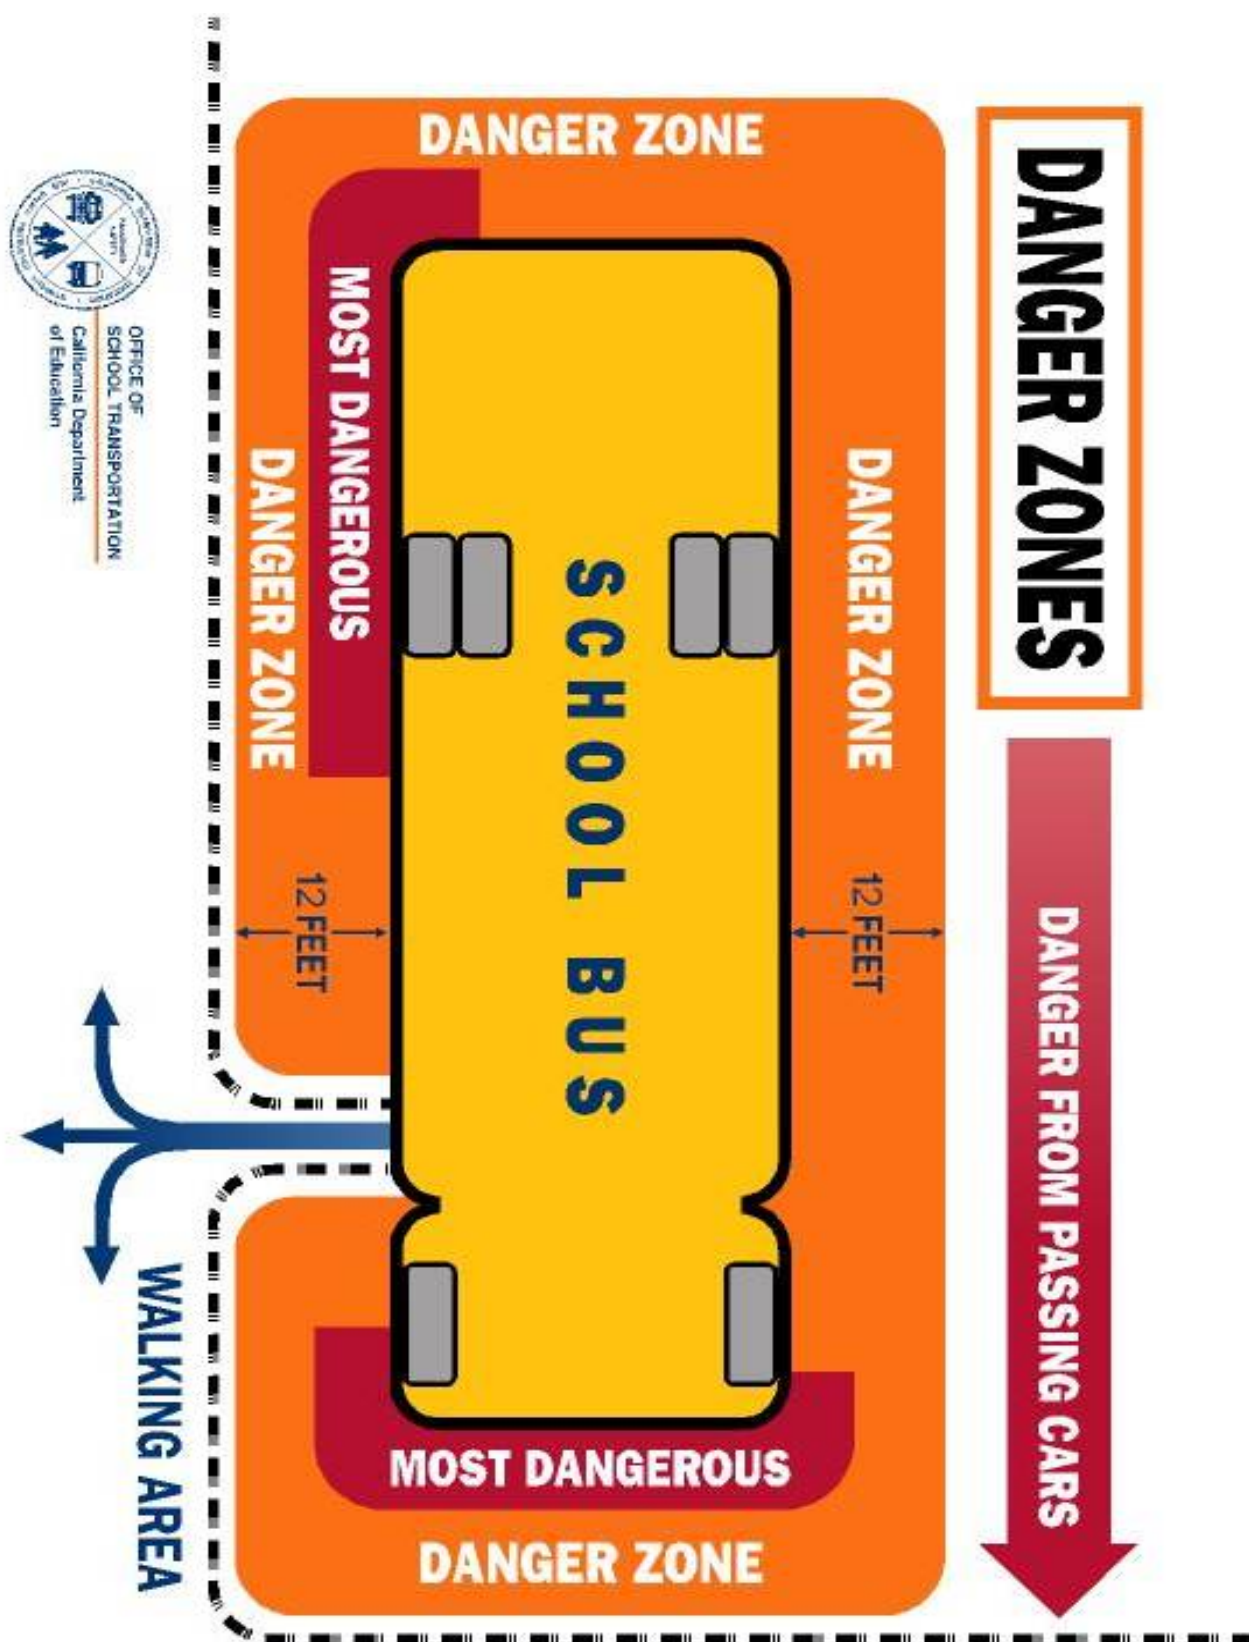 DANGER ZONES
DANGER FROM PASSING CARS
DANGER ZONE
DANGER ZONE
12 FEET
SCHOOL BUS
MOST DANGEROUS
DANGER ZONE
12 FEET
MOST DANGEROUS
DANGER ZONE
WALKING AREA
OFFICE OF
SCHOOL TRANSPORTATION
California Department
of Education